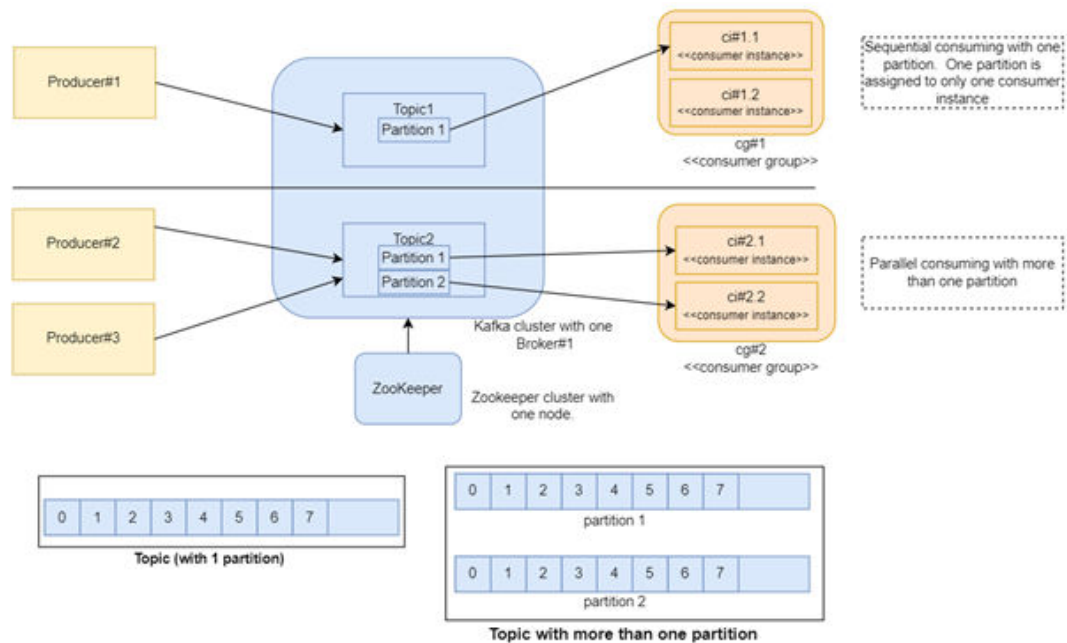 Producer#1
Topic1
Partition 1
ci#1.1
<<consumer instance>>
ci#1.2
<<consumer instance>>
cg#1
<<consumer group>>
Sequential consuming with one
partition. One partition is
assigned to only one consumer
instance
Producer#2
Producer#3
Topic2
Partition 1
Partition 2
Kafka cluster with one
Broker#1
ci#2.1
<<consumer instance>>
ci#2.2
<<consumer instance>>
cg#2
<<consumer group>>
Parallel consuming with more
than one partition
ZooKeeper
Zookeeper cluster with
one node.
0 1 2 3 4 5 6 7
Topic (with 1 partition)
0 1 2 3 4 5 6 7
partition 1
0 1 2 3 4 5 6 7
partition 2
Topic with more than one partition